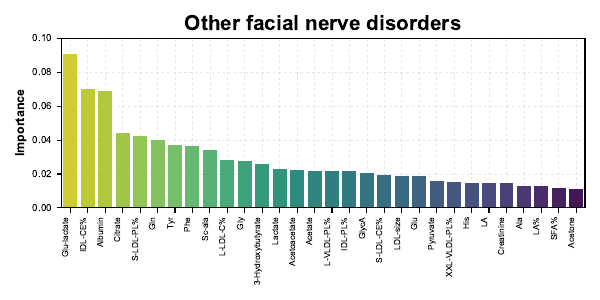 Other facial nerve disorders
Importance
0.10
0.08
0.06
0.04
0.02
0.00
Glu-lactate
IDL-CE%
Albumin
Citrate
S-LDL-PL%
Gln
Tyr
Phe
Sc-ala
L-LDL-C%
Gly
3-Hydroxybutyrate
Lactate
Acetoacetate
Acetate
L-VLDL-PL%
IDL-PL%
GlycA
S-LDL-CE%
LDL-size
Glu
Pyruvate
XXL-VLDL-PL%
His
LA
Creatinine
Ala
LA%
SFA%
Acetone